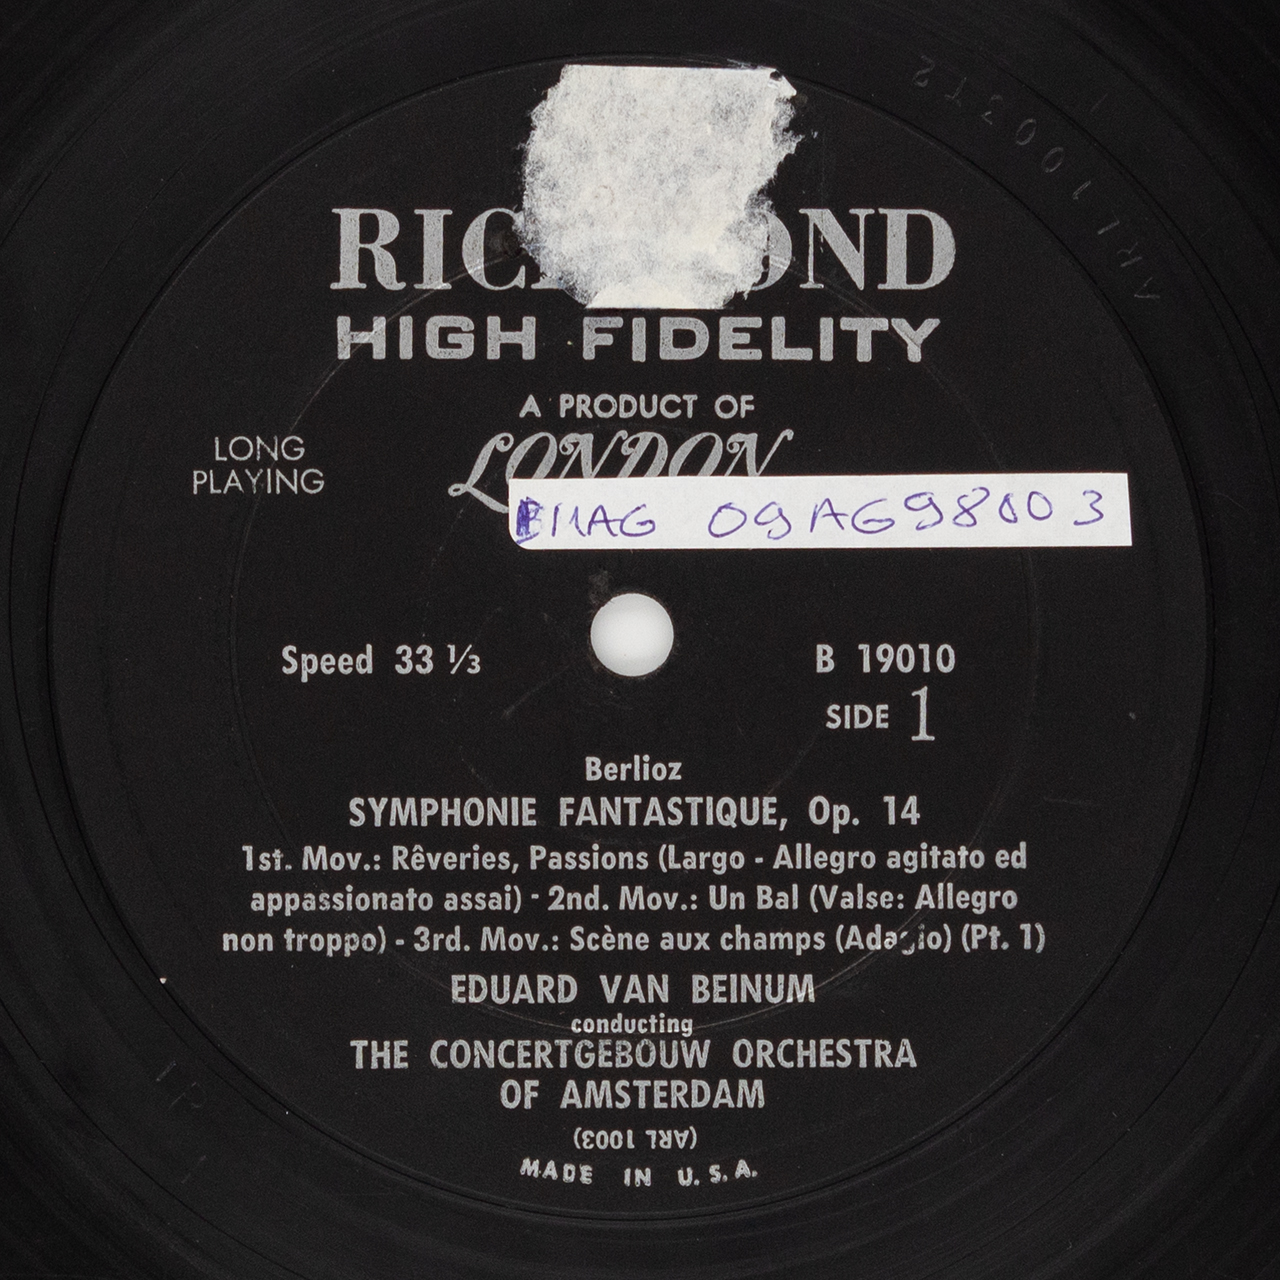 HIGH FIDELITY
A PRODUCT OF
LONDON
LONG
PLAYING
09AG98003
Speed 33 1/3
B 19010
SIDE 1
Berlioz
SYMPHONIE FANTASTIQUE, Op. 14
1st. Mov.: Rêveries, Passions (Largo - Allegro agitato ed
appassionato assai) - 2nd. Mov.: Un Bal (Valse: Allegro
non troppo) - 3rd. Mov.: Scène aux champs (Adagio) (Pt. 1)
EDUARD VAN BEINUM
conducting
THE CONCERTGEBOUW ORCHESTRA
OF AMSTERDAM
(ARL 1003)
MADE IN U.S.A.